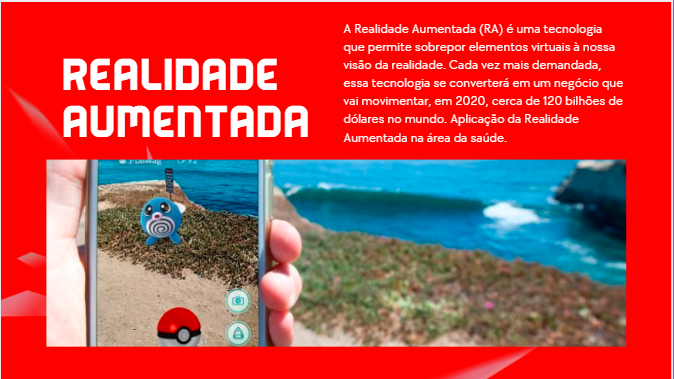 REALIDADE
AUMENTADA
A Realidade Aumentada (RA) é uma tecnologia
que permite sobrepor elementos virtuais à nossa
visão da realidade. Cada vez mais demandada,
essa tecnologia se converterá em um negócio que
vai movimentar, em 2020, cerca de 120 bilhões de
dólares no mundo. Aplicação da Realidade
Aumentada na área da saúde.